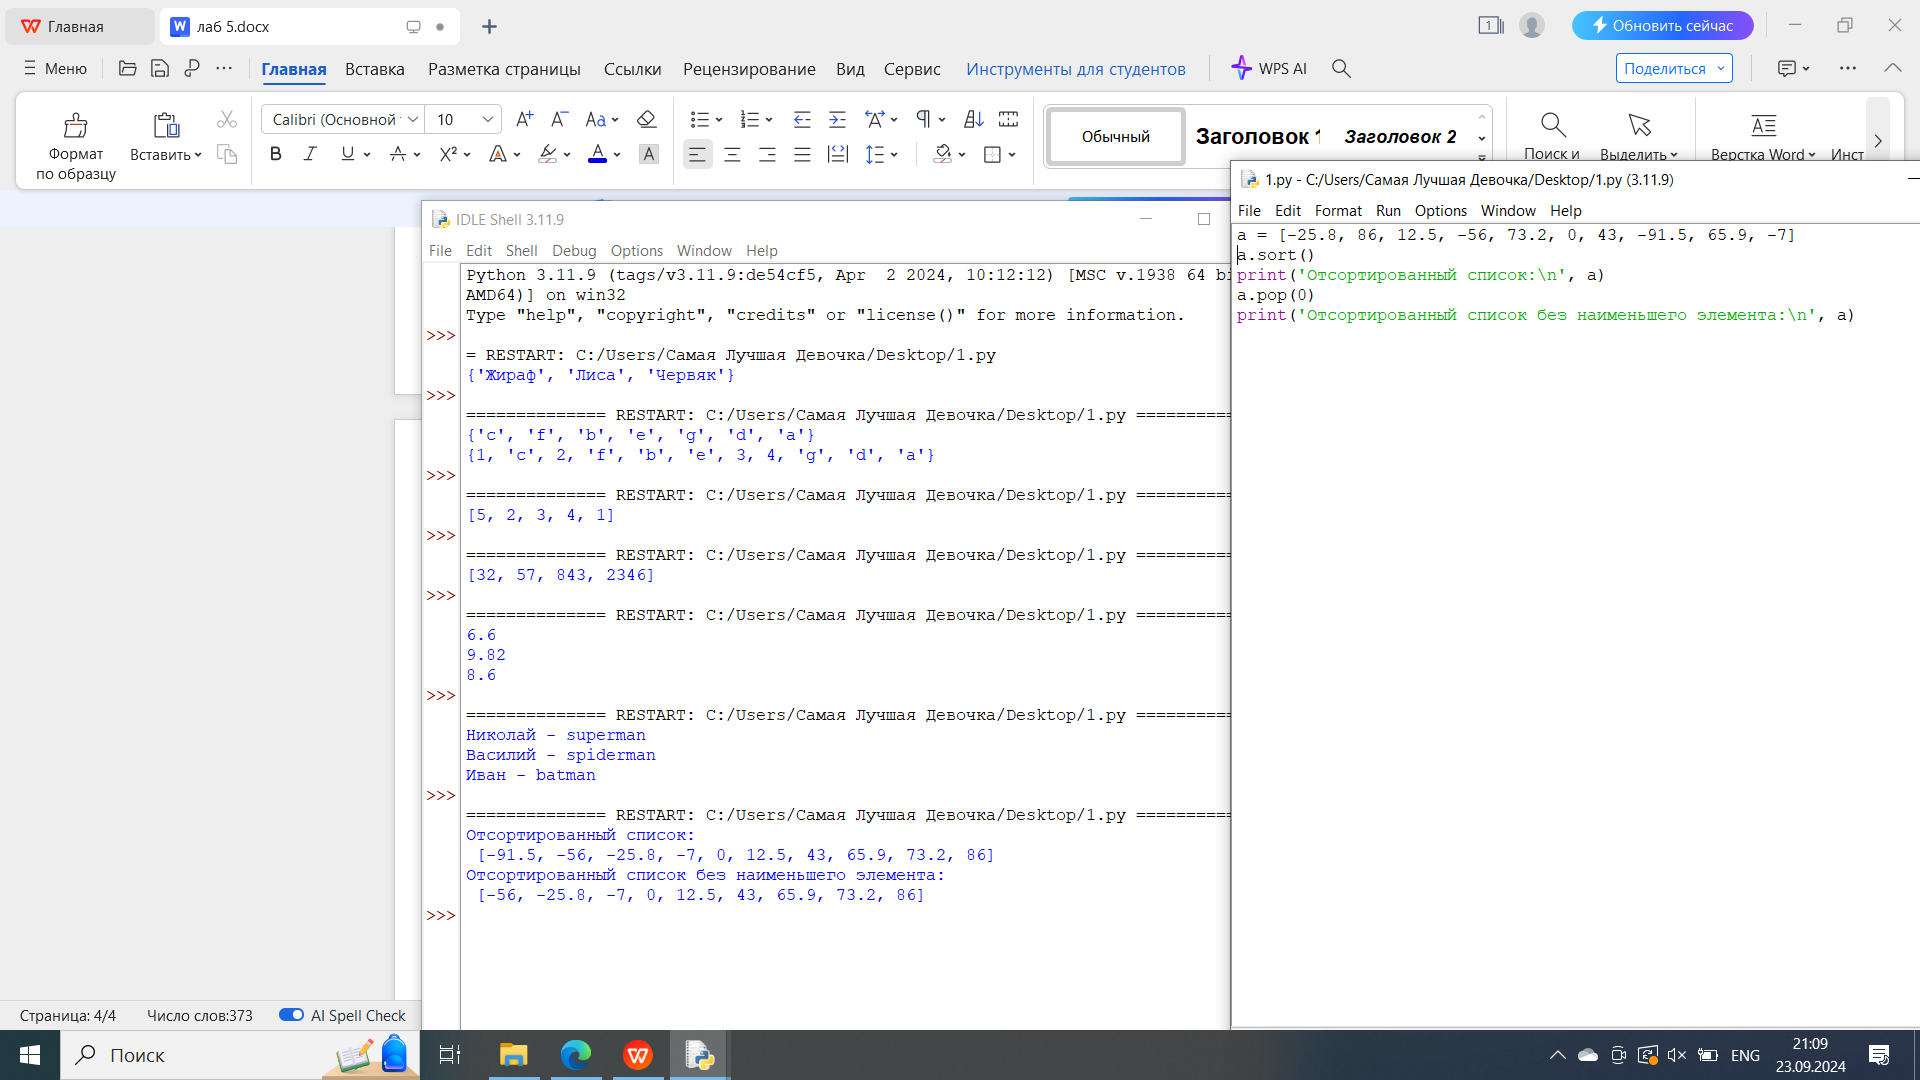 Главная
лаб 5.docx
1
Обновить сейчас
Меню
Главная
Вставка
Разметка страницы
Ссылки
Рецензирование
Вид
Сервис
Инструменты для студентов
WPS AI
Поделиться
Формат
по образцу
Вставить
Calibri (Основной
10
Обычный
Заголовок 1
Заголовок 2
Поиск и
Выделить
Верстка Word
Инст
IDLE Shell 3.11.9
File Edit Shell Debug Options Window Help
Python 3.11.9 (tags/v3.11.9:de54cf5, Apr  2 2024, 10:12:12) [MSC v.1938 64 bi
AMD64)] on win32
Type "help", "copyright", "credits" or "license()" for more information.
>>>
= RESTART: C:/Users/Самая Лучшая Девочка/Desktop/1.py
{'Жираф', 'Лиса', 'Червяк'}
>>>
============== RESTART: C:/Users/Самая Лучшая Девочка/Desktop/1.py ==========
{'c', 'f', 'b', 'e', 'g', 'd', 'a'}
{1, 'c', 2, 'f', 'b', 'e', 3, 4, 'g', 'd', 'a'}
>>>
============== RESTART: C:/Users/Самая Лучшая Девочка/Desktop/1.py ==========
[5, 2, 3, 4, 1]
>>>
============== RESTART: C:/Users/Самая Лучшая Девочка/Desktop/1.py ==========
[32, 57, 843, 2346]
>>>
============== RESTART: C:/Users/Самая Лучшая Девочка/Desktop/1.py ==========
6.6
9.82
8.6
>>>
============== RESTART: C:/Users/Самая Лучшая Девочка/Desktop/1.py ==========
Николай - superman
Василий - spiderman
Иван - batman
>>>
============== RESTART: C:/Users/Самая Лучшая Девочка/Desktop/1.py ==========
Отсортированный список:
 [-91.5, -56, -25.8, -7, 0, 12.5, 43, 65.9, 73.2, 86]
Отсортированный список без наименьшего элемента:
 [-56, -25.8, -7, 0, 12.5, 43, 65.9, 73.2, 86]
>>>
1.py - C:/Users/Самая Лучшая Девочка/Desktop/1.py (3.11.9)
File Edit Format Run Options Window Help
a = [-25.8, 86, 12.5, -56, 73.2, 0, 43, -91.5, 65.9, -7]
a.sort()
print('Отсортированный список:\n', a)
a.pop(0)
print('Отсортированный список без наименьшего элемента:\n', a)
Страница: 4/4
Число слов:373
AI Spell Check
Поиск
ENG
21:09
23.09.2024